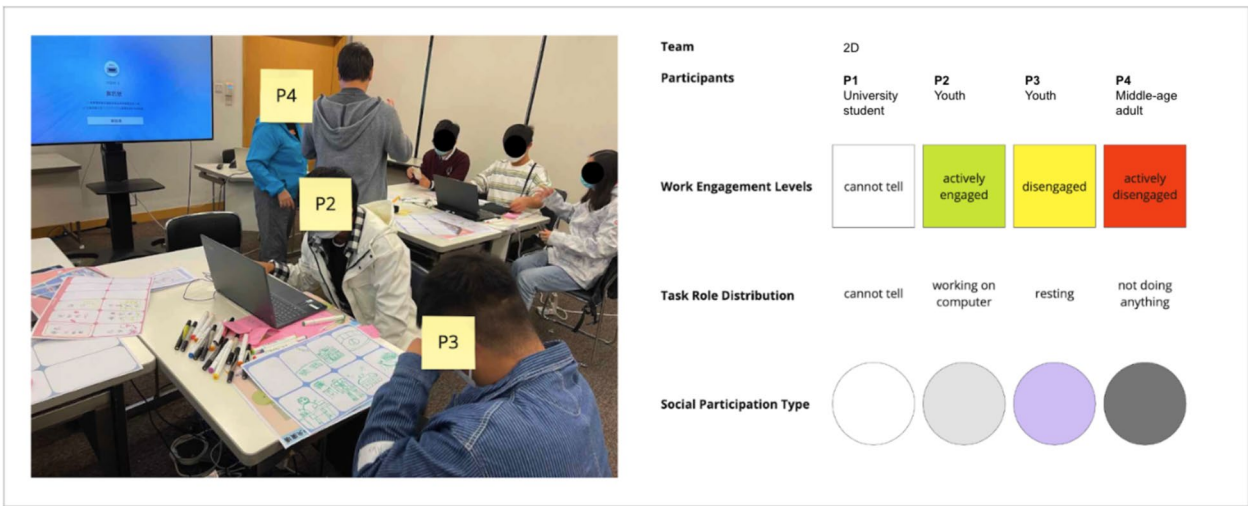 P4
P2
P3
Team
2D
Participants
P1
University
student
P2
Youth
P3
Youth
P4
Middle-age
adult
Work Engagement Levels
cannot tell
actively
engaged
disengaged
actively
disengaged
Task Role Distribution
cannot tell
working on
computer
resting
not doing
anything
Social Participation Type